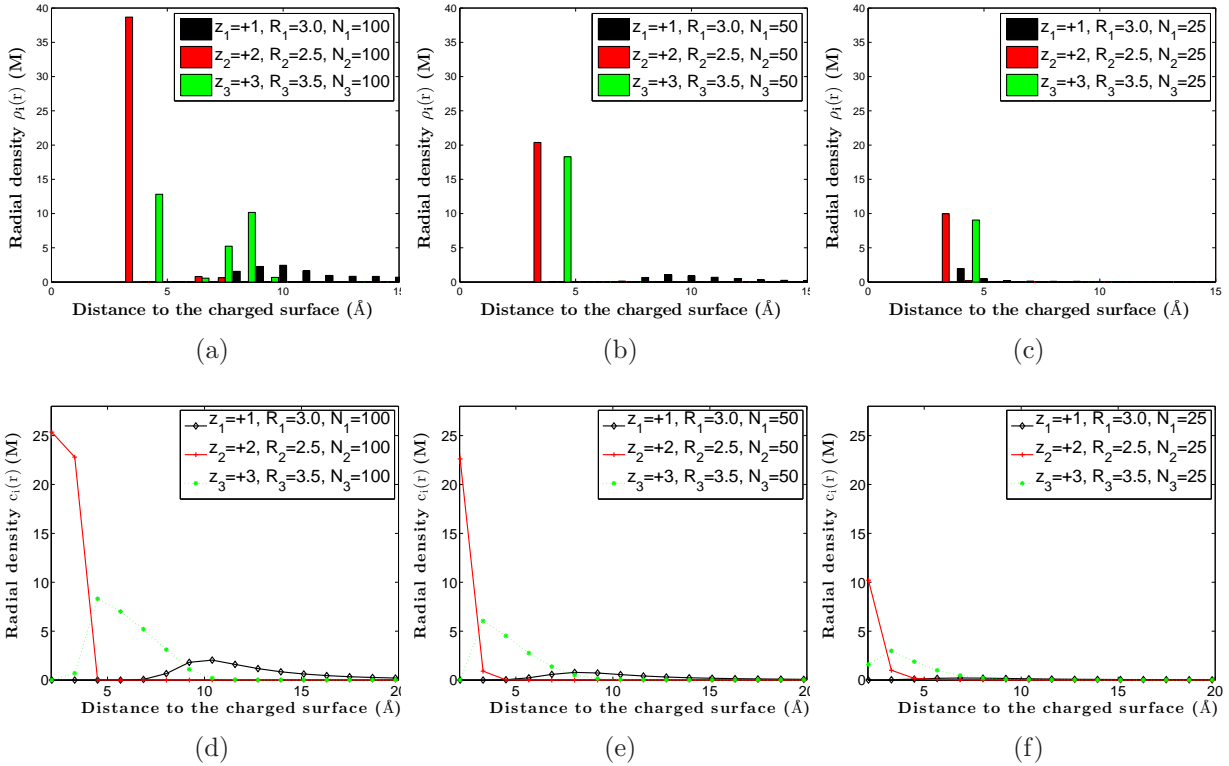 40
35
30
25
20
15
10
5
0
Radial density ρi(r) (M)
z1=+1, R1=3.0, N1=100
z2=+2, R2=2.5, N2=100
z3=+3, R3=3.5, N3=100
0 5 10 15
Distance to the charged surface (Å)
(a)
40
35
30
25
20
15
10
5
0
Radial density ρi(r) (M)
z1=+1, R1=3.0, N1=50
z2=+2, R2=2.5, N2=50
z3=+3, R3=3.5, N3=50
0 5 10 15
Distance to the charged surface (Å)
(b)
40
35
30
25
20
15
10
5
0
Radial density ρi(r) (M)
z1=+1, R1=3.0, N1=25
z2=+2, R2=2.5, N2=25
z3=+3, R3=3.5, N3=25
0 5 10 15
Distance to the charged surface (Å)
(c)
25
20
15
10
5
0
Radial density ci(r) (M)
z1=+1, R1=3.0, N1=100
z2=+2, R2=2.5, N2=100
z3=+3, R3=3.5, N3=100
5 10 15 20
Distance to the charged surface (Å)
(d)
25
20
15
10
5
0
Radial density ci(r) (M)
z1=+1, R1=3.0, N1=50
z2=+2, R2=2.5, N2=50
z3=+3, R3=3.5, N3=50
5 10 15 20
Distance to the charged surface (Å)
(e)
25
20
15
10
5
0
Radial density ci(r) (M)
z1=+1, R1=3.0, N1=25
z2=+2, R2=2.5, N2=25
z3=+3, R3=3.5, N3=25
5 10 15 20
Distance to the charged surface (Å)
(f)